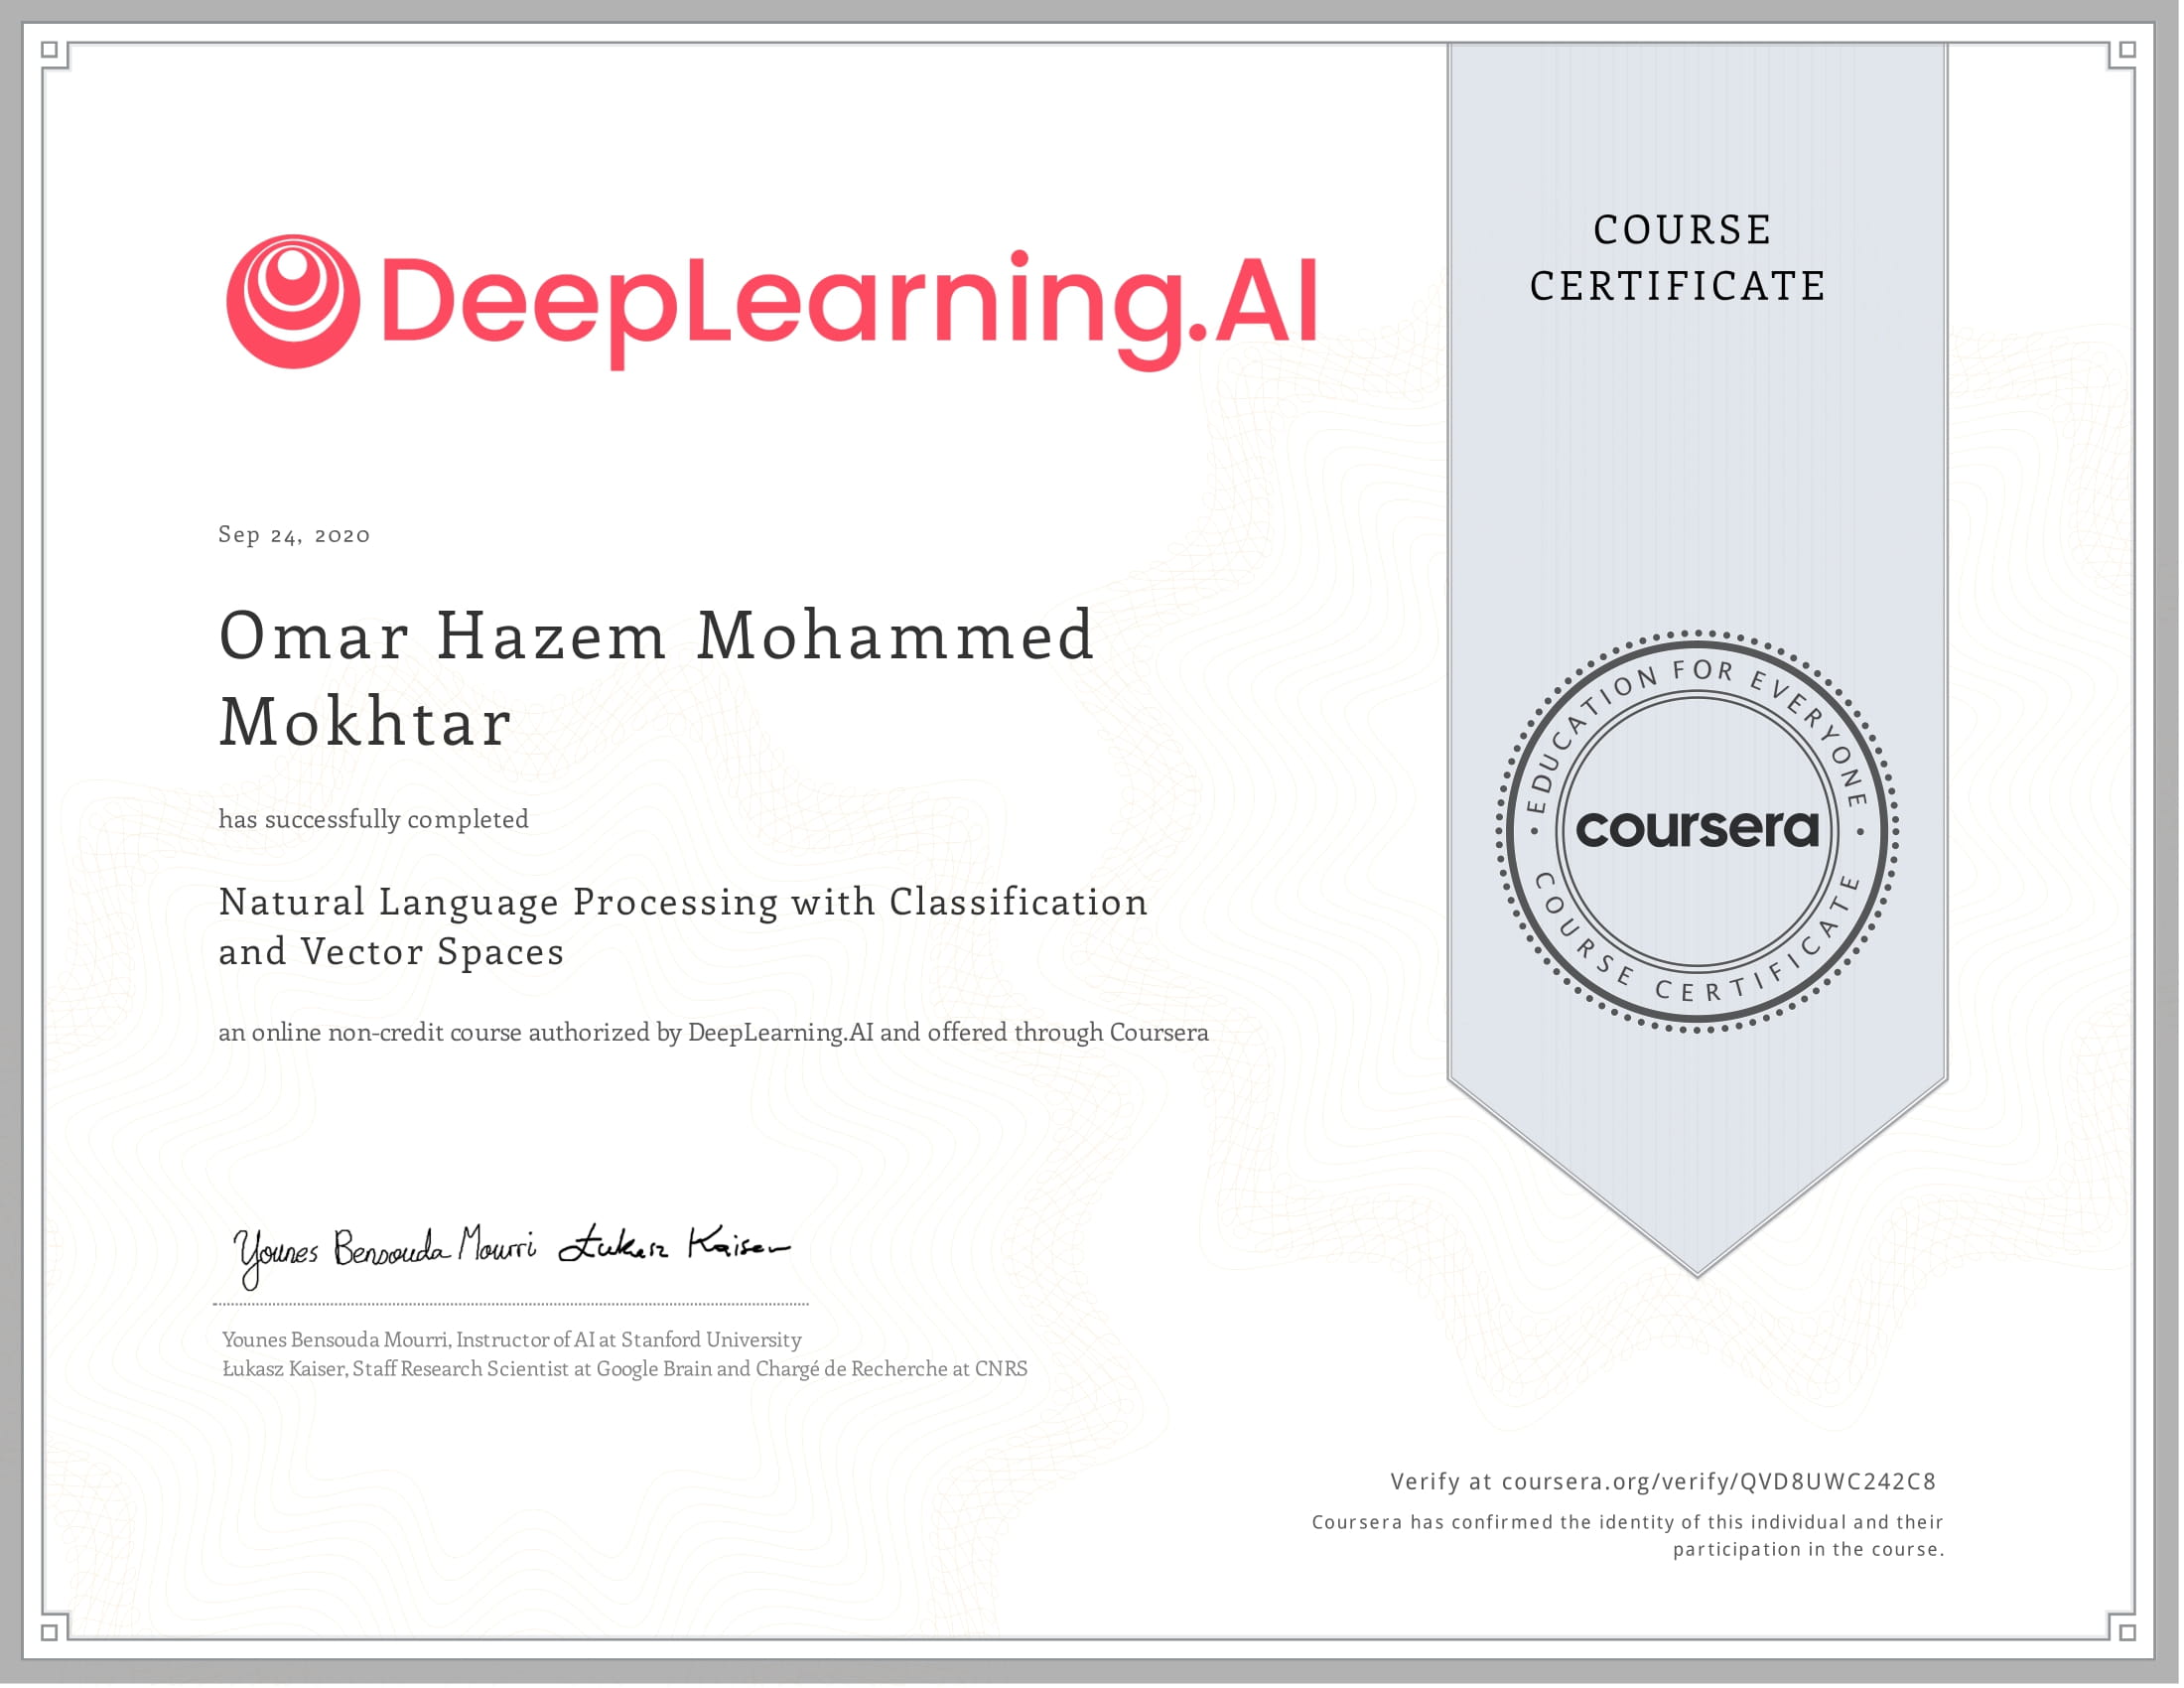 DeepLearning.AI
COURSE
CERTIFICATE
Sep 24, 2020
Omar Hazem Mohammed
Mokhtar
has successfully completed
Natural Language Processing with Classification
and Vector Spaces
an online non-credit course authorized by DeepLearning.AI and offered through Coursera
EDUCATION FOR EVERYONE
coursera
COURSE CERTIFICATE
Younes Bensouda Mourri Łukasz Kaiser
Younes Bensouda Mourri, Instructor of AI at Stanford University
Łukasz Kaiser, Staff Research Scientist at Google Brain and Chargé de Recherche at CNRS
Verify at coursera.org/verify/QVD8UWC242C8
Coursera has confirmed the identity of this individual and their
participation in the course.